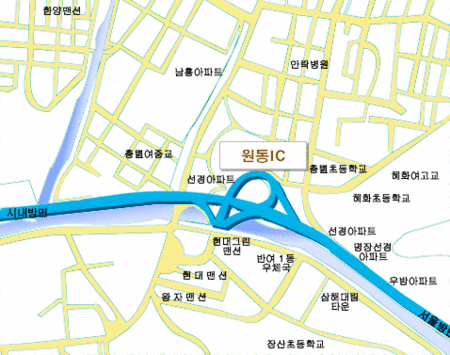 한양맨션
안락병원
남흥아파트
충렬여중교
원동IC
선경아파트
충렬초등학교
혜화여고교
혜화초등학교
시내방면
선경아파트
현대그린
맨션
반여 1동
우체국
명장선경
아파트
현 대 맨 션
우방아파트
왕 자 맨 션
삼해대빌
타운
서울방면
장산초등학교